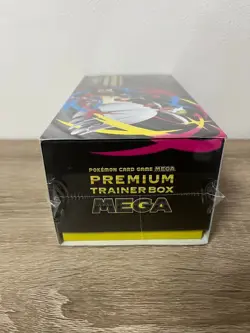 POKÉMON CARD GAME MEGA
PREMIUM
TRAINER BOX
MEGA